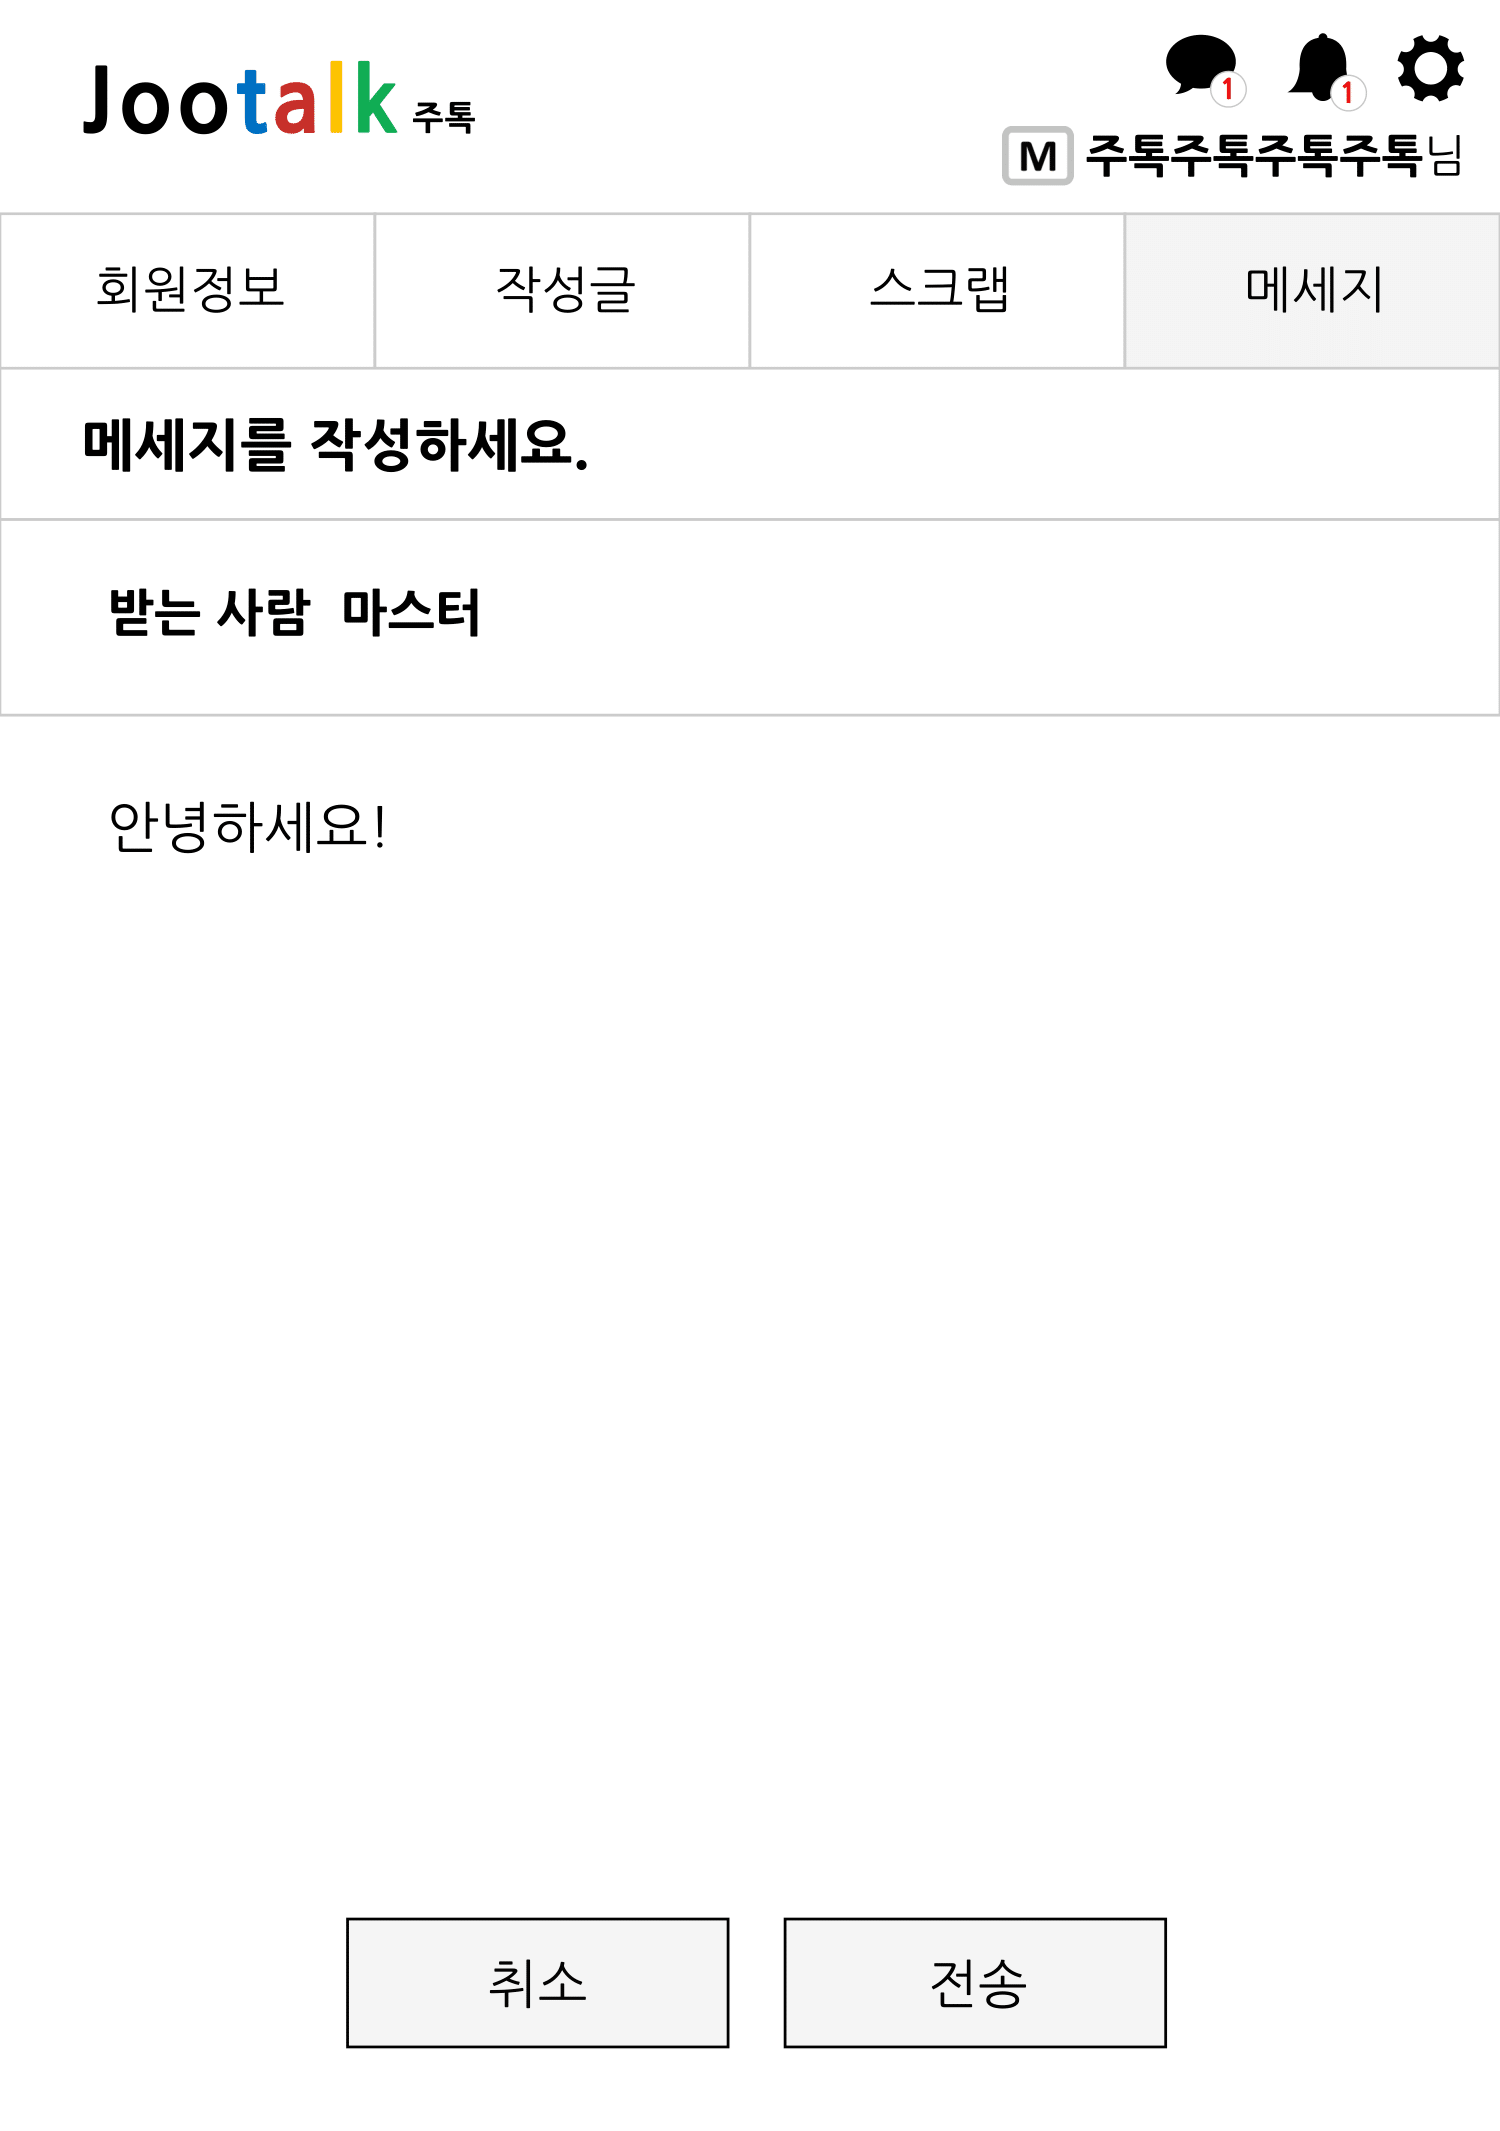 Jootalk 주톡
1
1
M 주톡주톡주톡주톡님
회원정보 작성글 스크랩 메세지
메세지를 작성하세요.
받는 사람 마스터
안녕하세요!
취소 전송